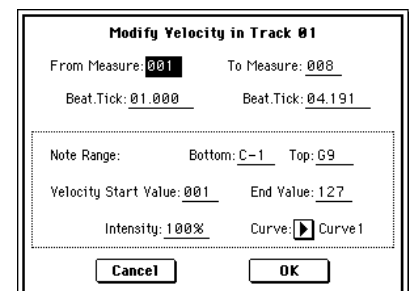 Modify Velocity in Track 01
From Measure: 001 To Measure: 008
Beat.Tick: 01.000 Beat.Tick: 04.191
Note Range: Bottom: C-1 Top: G9
Velocity Start Value: 001 End Value: 127
Intensity: 100% Curve: Curve1
Cancel OK